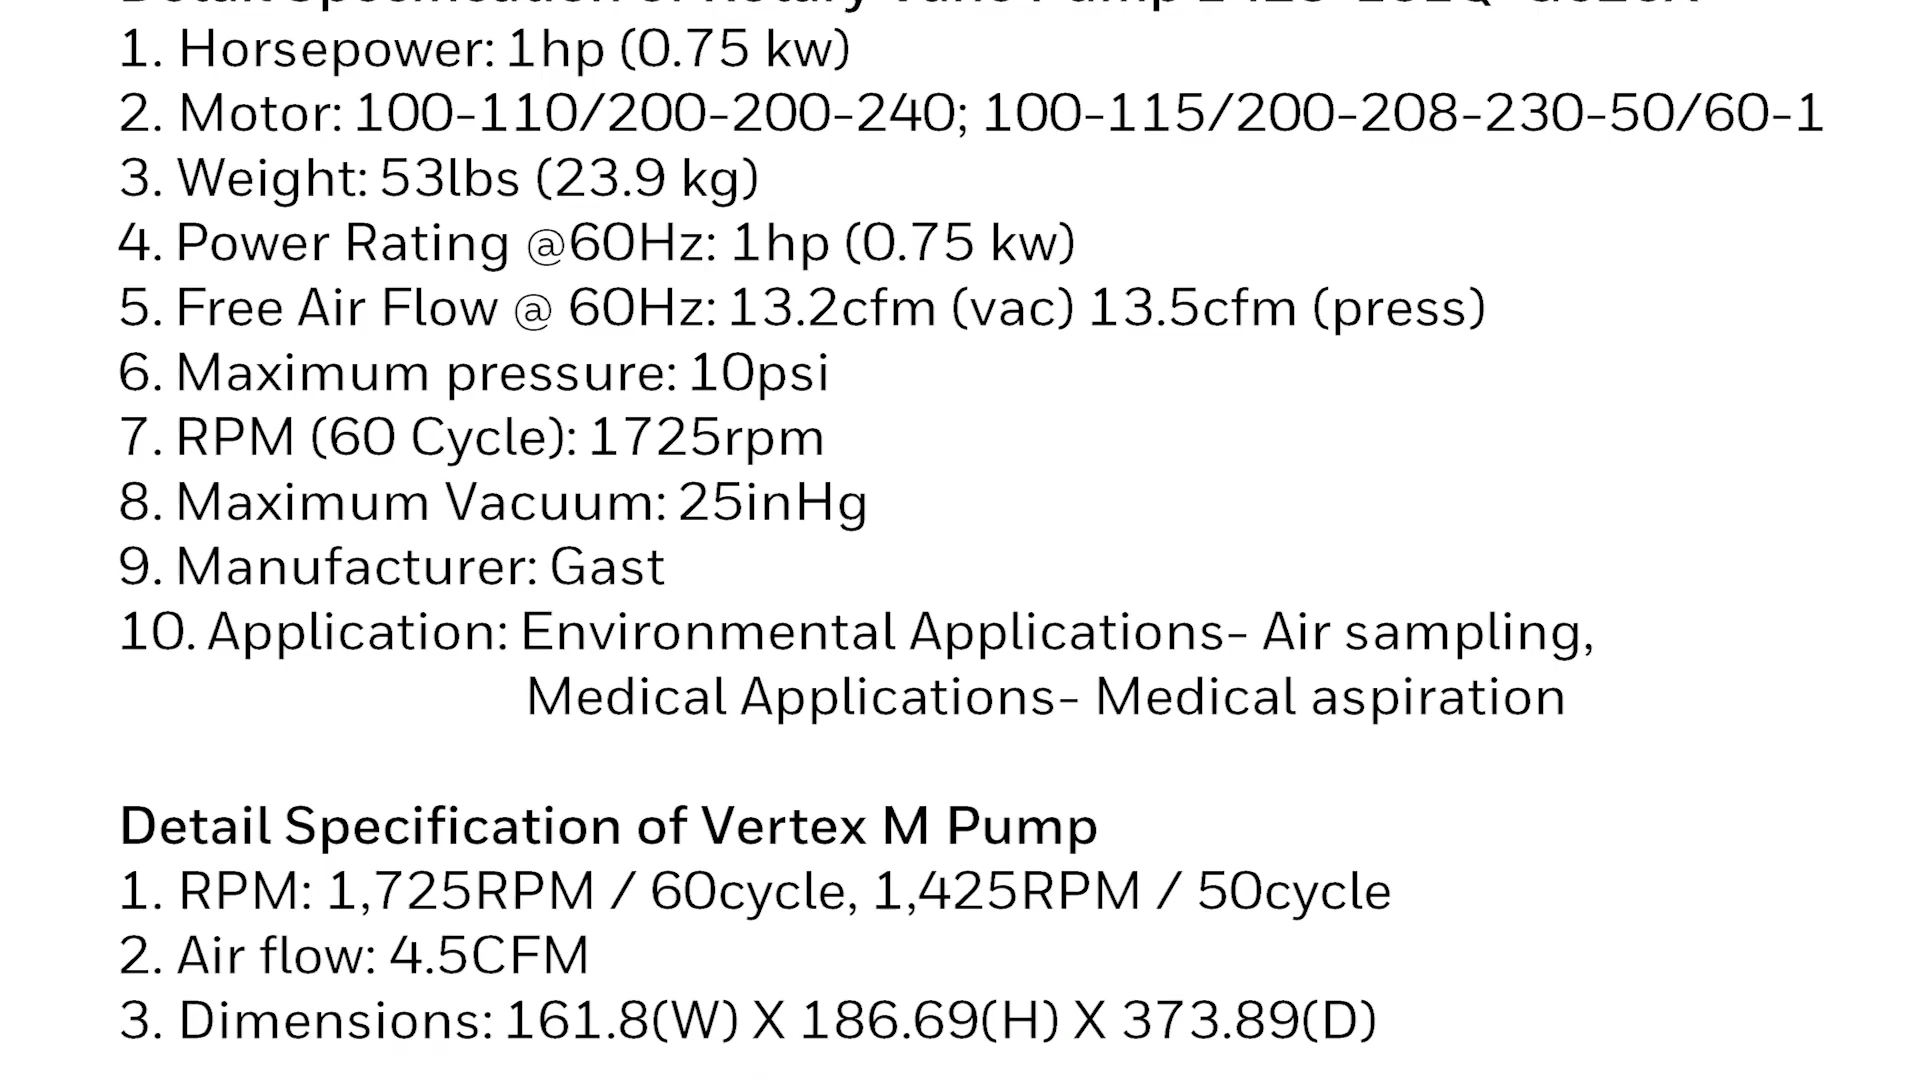 1. Horsepower: 1hp (0.75 kw)
2. Motor: 100-110/200-200-240; 100-115/200-208-230-50/60-1
3. Weight: 53lbs (23.9 kg)
4. Power Rating @60Hz: 1hp (0.75 kw)
5. Free Air Flow @ 60Hz: 13.2cfm (vac) 13.5cfm (press)
6. Maximum pressure: 10psi
7. RPM (60 Cycle): 1725rpm
8. Maximum Vacuum: 25inHg
9. Manufacturer: Gast
10. Application: Environmental Applications- Air sampling,
Medical Applications- Medical aspiration
Detail Specification of Vertex M Pump
1. RPM: 1,725RPM / 60cycle, 1,425RPM / 50cycle
2. Air flow: 4.5CFM
3. Dimensions: 161.8(W) X 186.69(H) X 373.89(D)